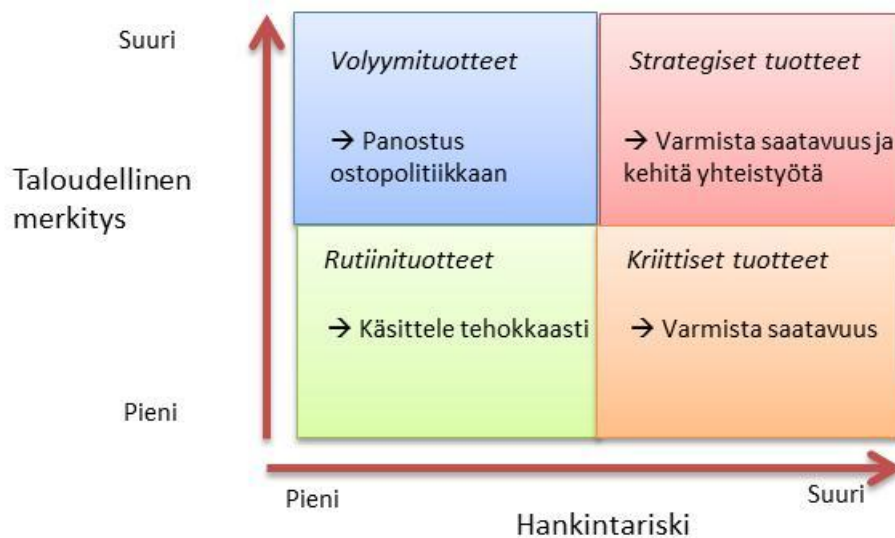 Suuri
Volyymituotteet
→ Panostus
ostopolitiikkaan
Strategiset tuotteet
→ Varmista saatavuus ja
kehitä yhteistyötä
Taloudellinen
merkitys
Rutiinituotteet
→ Käsittele tehokkaasti
Kriittiset tuotteet
→ Varmista saatavuus
Pieni
Pieni
Suuri
Hankintariski